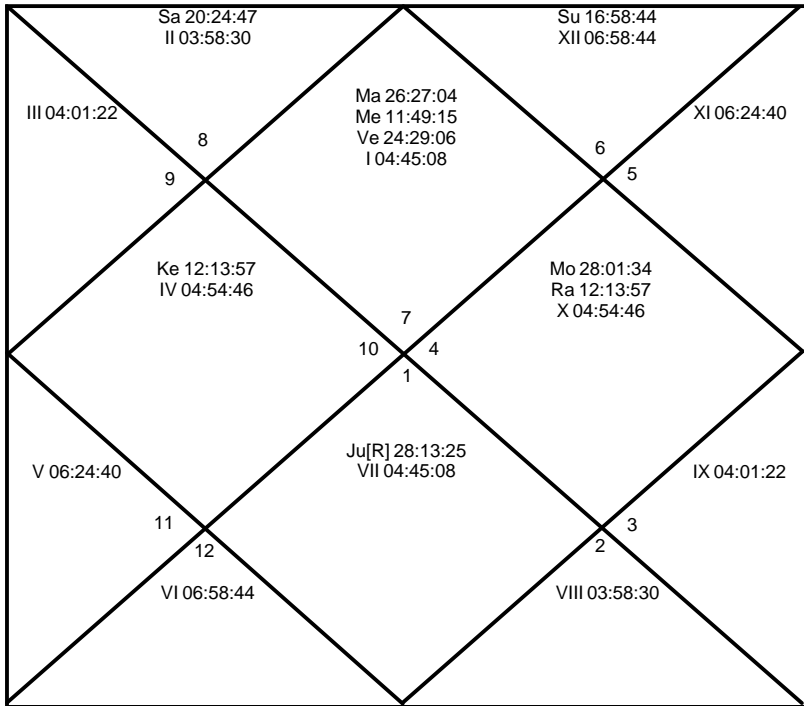 Sa 20:24:47
II 03:58:30
Su 16:58:44
XII 06:58:44
III 04:01:22
Ma 26:27:04
Me 11:49:15
Ve 24:29:06
I 04:45:08
XI 06:24:40
8
6
9
5
Ke 12:13:57
IV 04:54:46
Mo 28:01:34
Ra 12:13:57
X 04:54:46
7
10
4
1
Ju[R] 28:13:25
VII 04:45:08
V 06:24:40
IX 04:01:22
11
3
12
2
VI 06:58:44
VIII 03:58:30